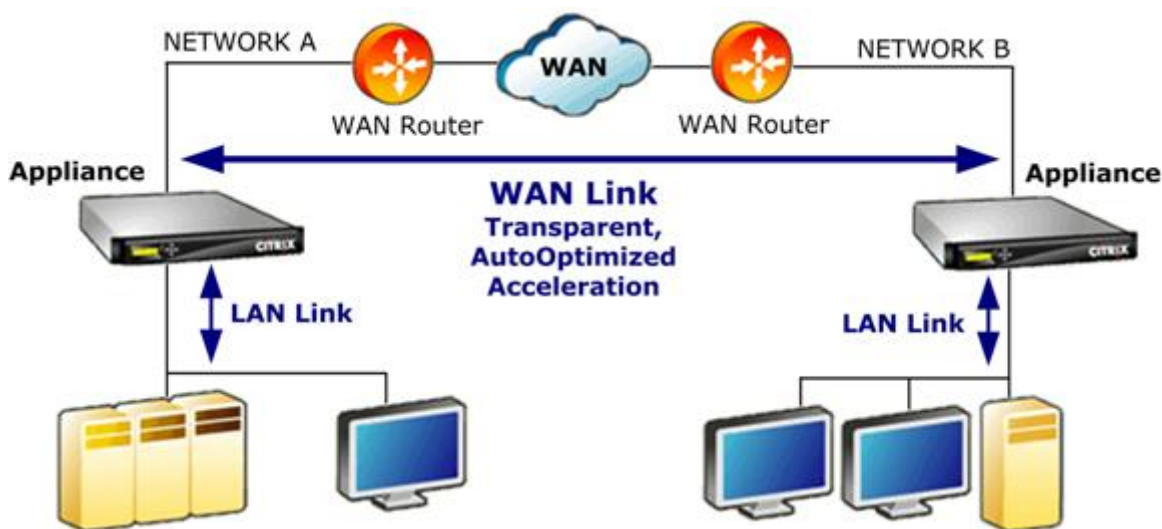 NETWORK A
WAN
NETWORK B
WAN Router
WAN Router
Appliance
Appliance
WAN Link
Transparent,
AutoOptimized
Acceleration
CITRIX
CITRIX
LAN Link
LAN Link